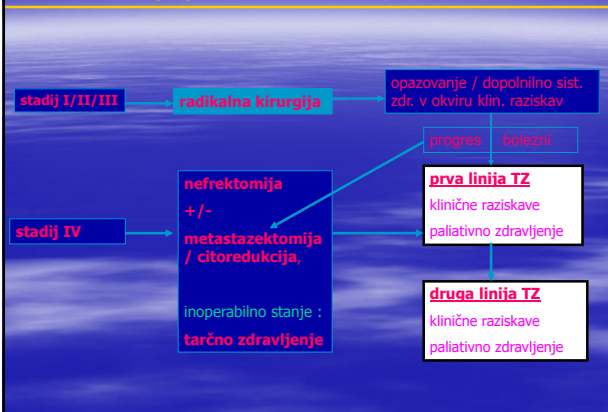 stadij I/II/III
radikalna kirurgija
opazovanje / dopolnilno sist.
zdr. v okviru klin. raziskav
progres bolezni
nefrektomija
+/-
metastazektomija
/ citoredukcija,
inoperabilno stanje :
tarčno zdravljenje
stadij IV
prva linija TZ
klinične raziskave
paliativno zdravljenje
druga linija TZ
klinične raziskave
paliativno zdravljenje